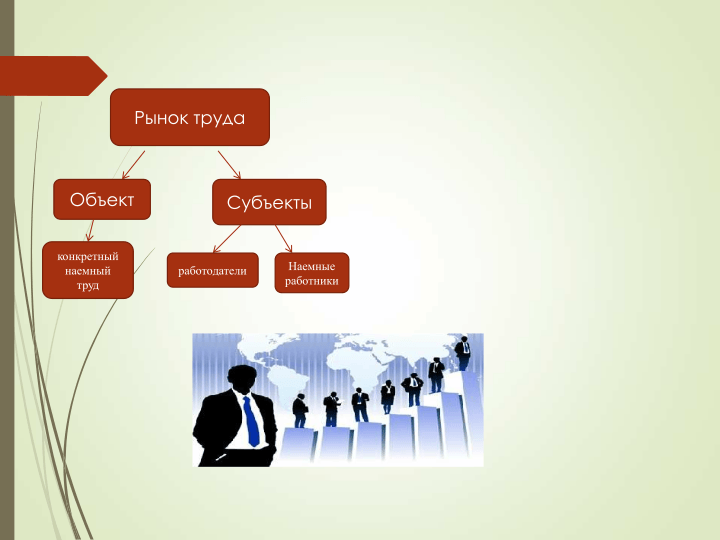 Рынок труда
Объект
Субъекты
конкретный
наемный
труд
работодатели
Наемные
работники